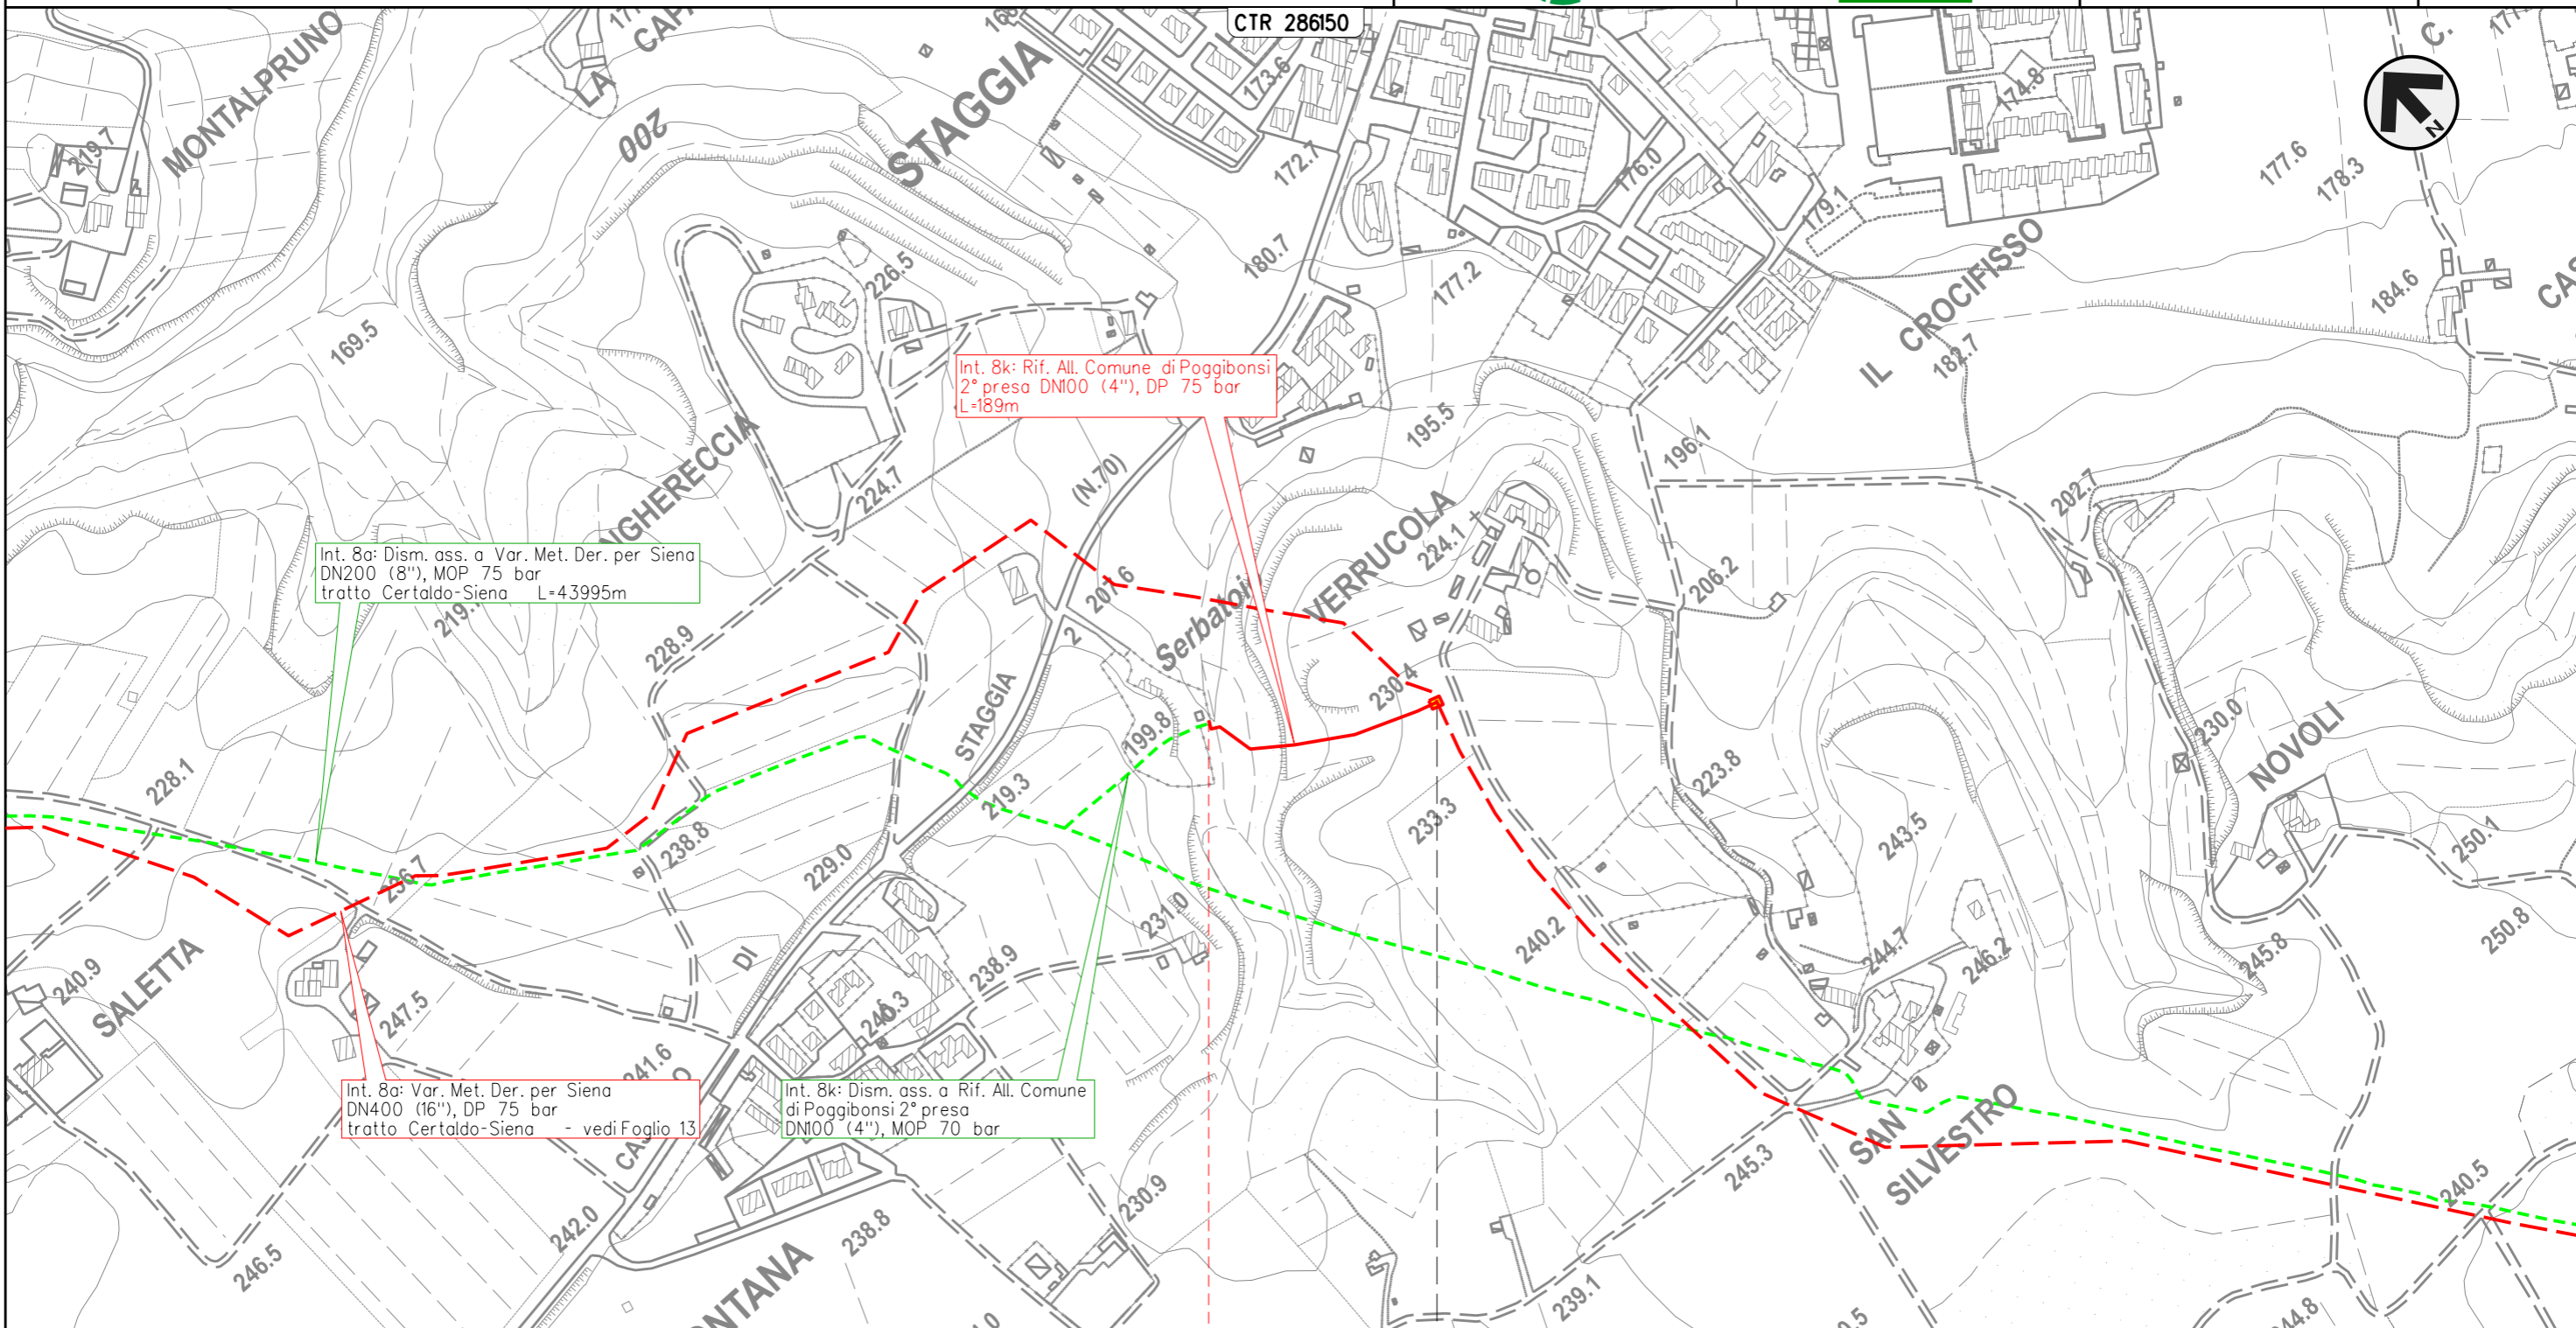 CTR 286150
MONTALPRUNO
LA
200
STAGGIA
173.6
174.8
C.
N
219.7
172.7
176.0
177.6
178.3
179.1
180.7
177.2
226.5
184.6
169.5
IL CROCIFISSO
182.7
Int. 8k: Rif. All. Comune di Poggibonsi
2° presa DN100 (4"), DP 75 bar
L=189m
195.5
196.1
224.7
(N.70)
202.7
NGHERECCIA
VERRUCOLA
224.1
Int. 8a: Dism. ass. a Var. Met. Der. per Siena
DN200 (8"), MOP 75 bar
tratto Certaldo-Siena L=43995m
207.6
206.2
228.9
Serbatoi
2
230.4
STAGGIA
199.8
230.0
NOVOLI
228.1
219.3
223.8
233.3
238.8
229.0
243.5
250.1
236.7
231.0
240.2
250.8
240.9
SALETTA
247.5
DI
238.9
244.7
246.2
245.8
241.6
Int. 8a: Var. Met. Der. per Siena
DN400 (16"), DP 75 bar
tratto Certaldo-Siena - vedi Foglio 13
Int. 8k: Dism. ass. a Rif. All. Comune
di Poggibonsi 2° presa
DN100 (4"), MOP 70 bar
SAN
SILVESTRO
245.3
240.5
230.9
242.0
238.8
246.5
239.1
NTANA